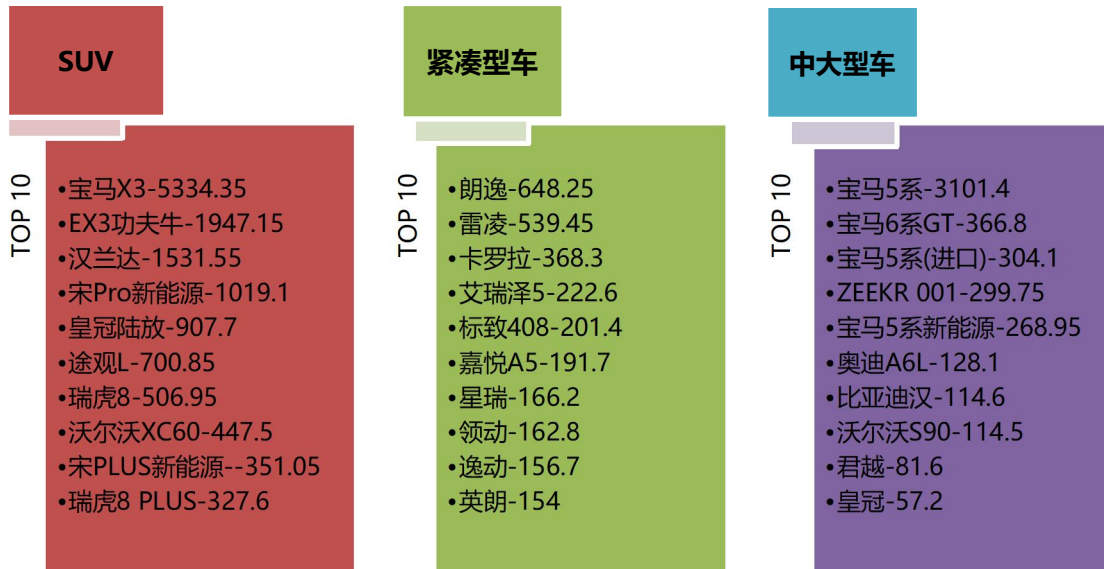 SUV
TOP 10
•宝马X3-5334.35
•EX3功夫牛-1947.15
•汉兰达-1531.55
•宋Pro新能源-1019.1
•皇冠陆放-907.7
•途观L-700.85
•瑞虎8-506.95
•沃尔沃XC60-447.5
•宋PLUS新能源--351.05
•瑞虎8 PLUS-327.6
紧凑型车
TOP 10
•朗逸-648.25
•雷凌-539.45
•卡罗拉-368.3
•艾瑞泽5-222.6
•标致408-201.4
•嘉悦A5-191.7
•星瑞-166.2
•领动-162.8
•逸动-156.7
•英朗-154
中大型车
TOP 10
•宝马5系-3101.4
•宝马6系GT-366.8
•宝马5系(进口)-304.1
•ZEEKR 001-299.75
•宝马5系新能源-268.95
•奥迪A6L-128.1
•比亚迪汉-114.6
•沃尔沃S90-114.5
•君越-81.6
•皇冠-57.2